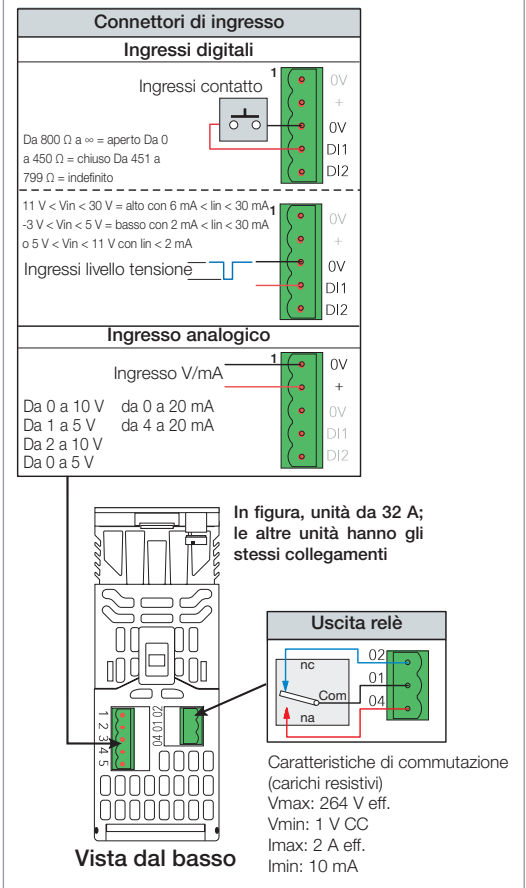 Connettori di ingresso
Ingressi digitali
Ingressi contatto
1
0V
+
0V
DI1
DI2
Da 800 Ω a ∞ = aperto Da 0
a 450 Ω = chiuso Da 451 a
799 Ω = indefinito
11 V < Vin < 30 V = alto con 6 mA < Iin < 30 mA
-3 V < Vin < 5 V = basso con 2 mA < Iin < 30 mA
o 5 V < Vin < 11 V con Iin < 2 mA
Ingressi livello tensione
1
0V
+
0V
DI1
DI2
Ingresso analogico
Ingresso V/mA
1
0V
+
0V
DI1
DI2
Da 0 a 10 V da 0 a 20 mA
Da 1 a 5 V da 4 a 20 mA
Da 2 a 10 V
Da 0 a 5 V
In figura, unità da 32 A;
le altre unità hanno gli
stessi collegamenti
1 2 3 4 5
04 01 02
Vista dal basso
Uscita relè
nc
Com
na
02
01
04
Caratteristiche di commutazione
(carichi resistivi)
Vmax: 264 V eff.
Vmin: 1 V CC
Imax: 2 A eff.
Imin: 10 mA